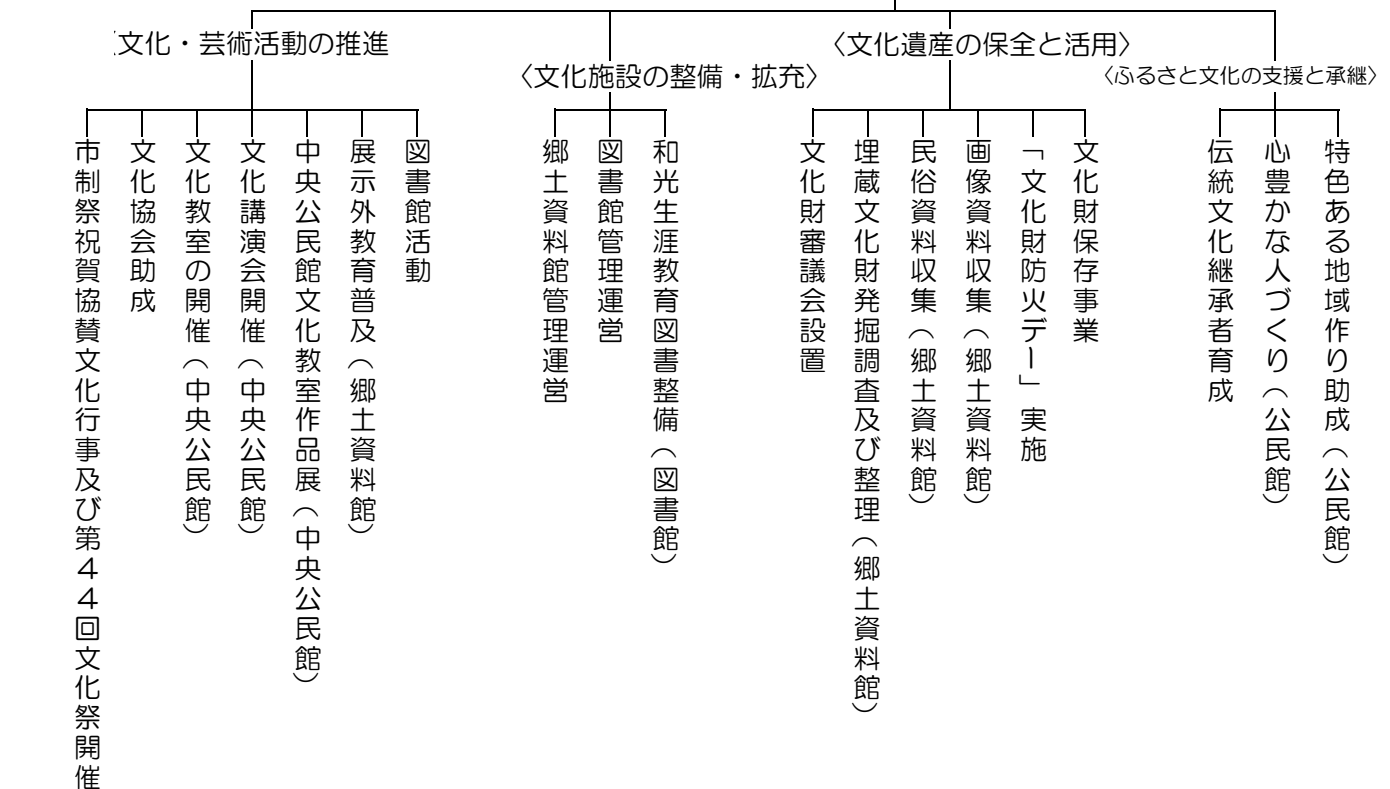 文化・芸術活動の推進
市制祭祝賀協賛文化行事及び第４４回文化祭開催
文化協会助成
文化教室の開催（中央公民館）
文化講演会開催（中央公民館）
中央公民館文化教室作品展（中央公民館）
展示外教育普及（郷土資料館）
図書館活動
〈文化施設の整備・拡充〉
郷土資料館管理運営
図書館管理運営
和光生涯教育図書整備（図書館）
〈文化遺産の保全と活用〉
文化財審議会設置
埋蔵文化財発掘調査及び整理（郷土資料館）
民俗資料収集（郷土資料館）
画像資料収集（郷土資料館）
「文化財防火デー」実施
文化財保存事業
〈ふるさと文化の支援と承継〉
伝統文化継承者育成
心豊かな人づくり（公民館）
特色ある地域作り助成（公民館）